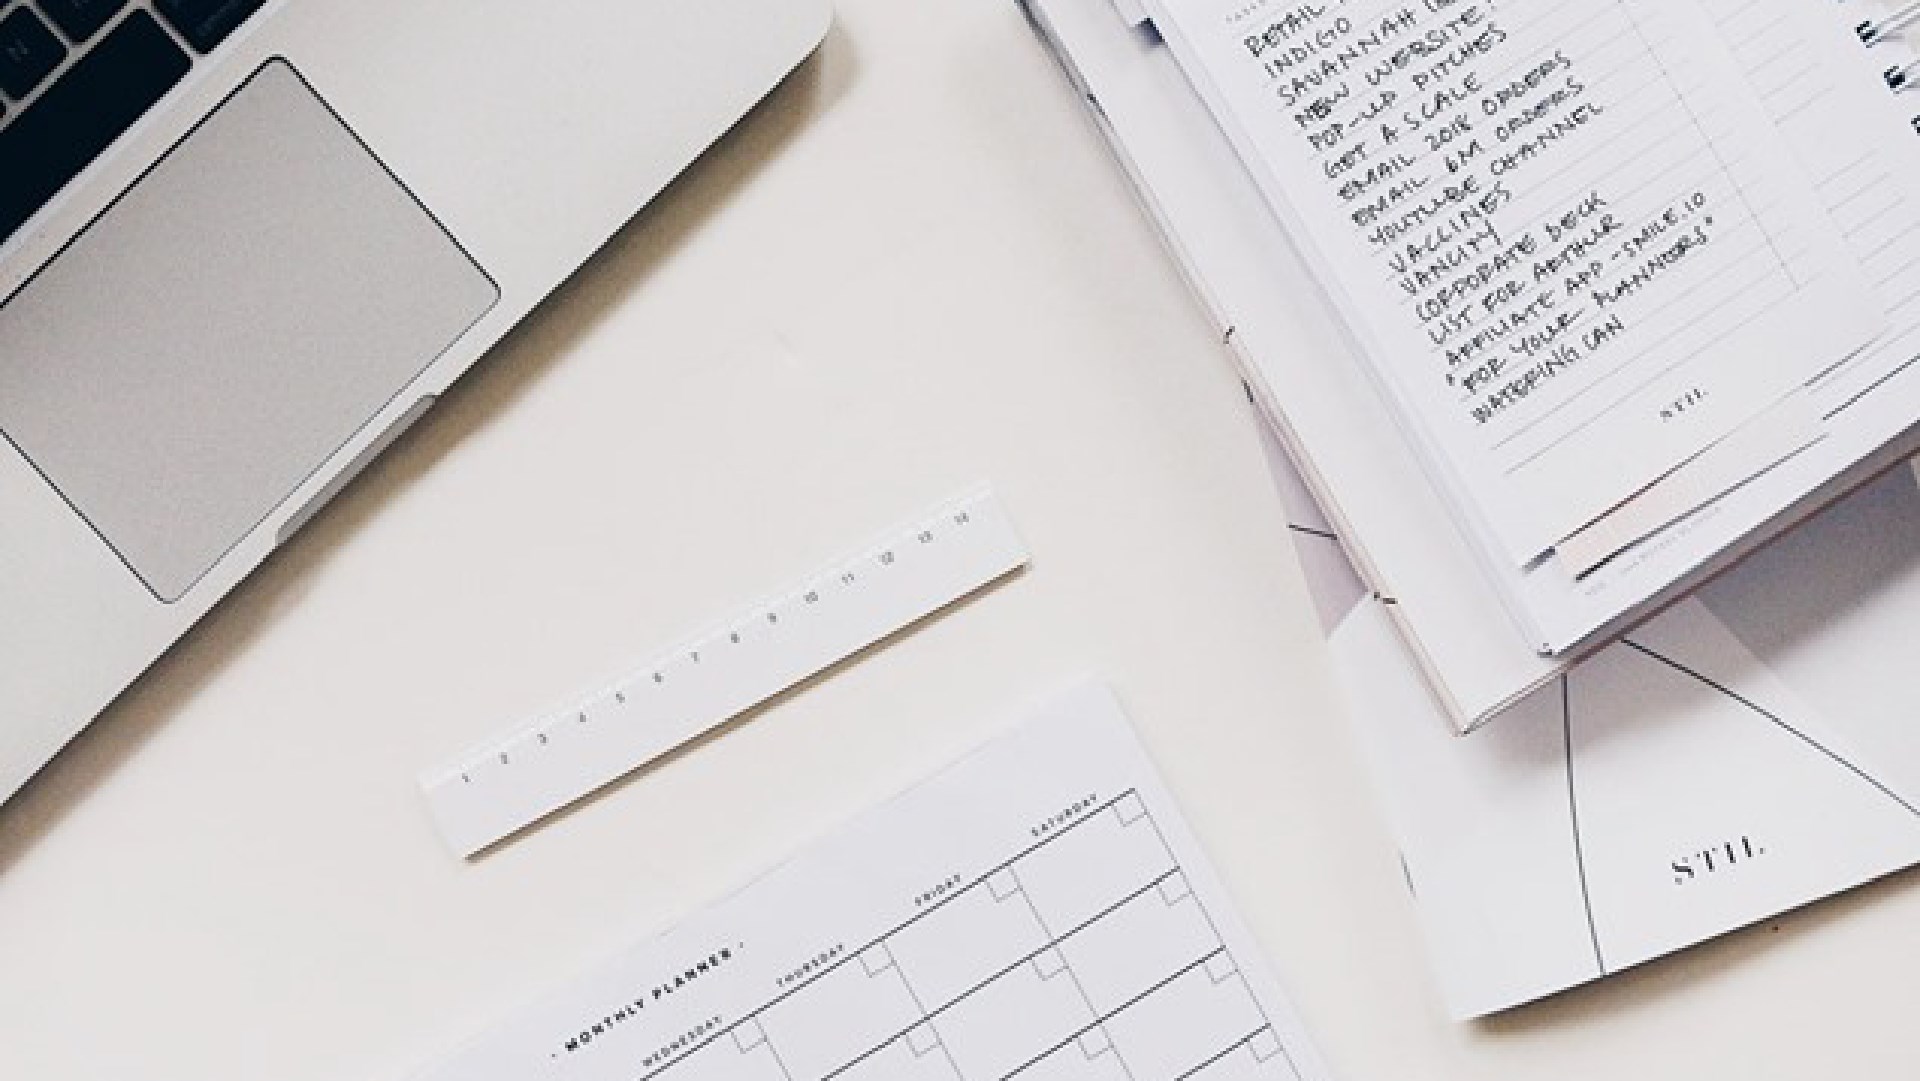 N
RETAIL
INDIGO
SAVANNAH
NEW WEBSITE
POP-UP PITCHES
GET A SCALE
EMAIL 2018 ORDERS
EMAIL 6M ORDERS
YOUTUBE CHANNEL
VACCINES
VANCITY
CORPORATE DECK
LIST FOR ARTHUR
AFFILIATE APP - SMILE.IO
"FOR YOUR PLANNERS"
WATERING CAN
STIL
1 2 3 4 5 6 7 8 9 10 11 12 13 14
STIL
· MONTHLY PLANNER ·
WEDNESDAY THURSDAY FRIDAY SATURDAY